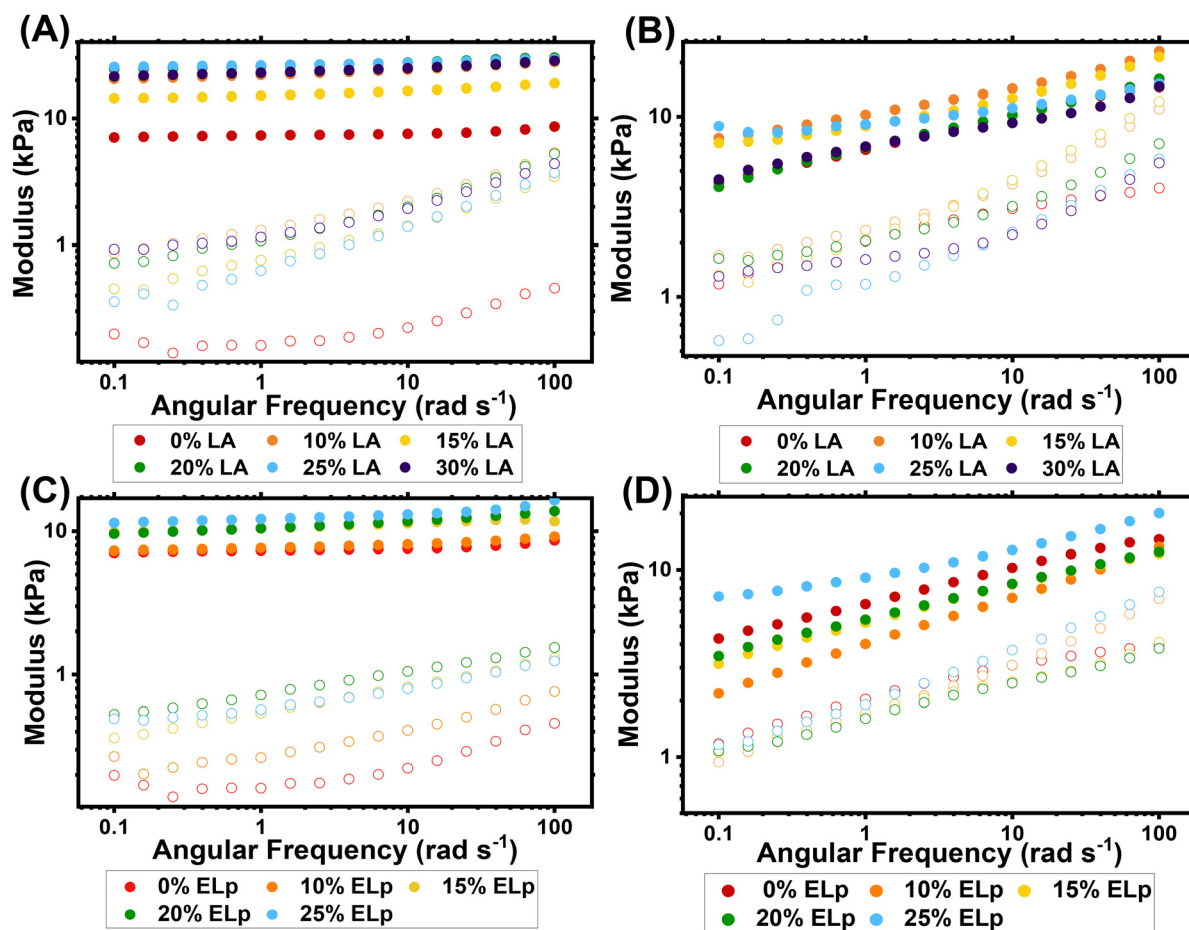 (A)
Modulus (kPa)
10
1
0.1 1 10 100
Angular Frequency (rad s⁻¹)
0% LA 10% LA 15% LA
20% LA 25% LA 30% LA
(B)
Modulus (kPa)
10
1
0.1 1 10 100
Angular Frequency (rad s⁻¹)
0% LA 10% LA 15% LA
20% LA 25% LA 30% LA
(C)
Modulus (kPa)
10
1
0.1 1 10 100
Angular Frequency (rad s⁻¹)
0% ELp 10% ELp 15% ELp
20% ELp 25% ELp
(D)
Modulus (kPa)
10
1
0.1 1 10 100
Angular Frequency (rad s⁻¹)
0% ELp 10% ELp 15% ELp
20% ELp 25% ELp